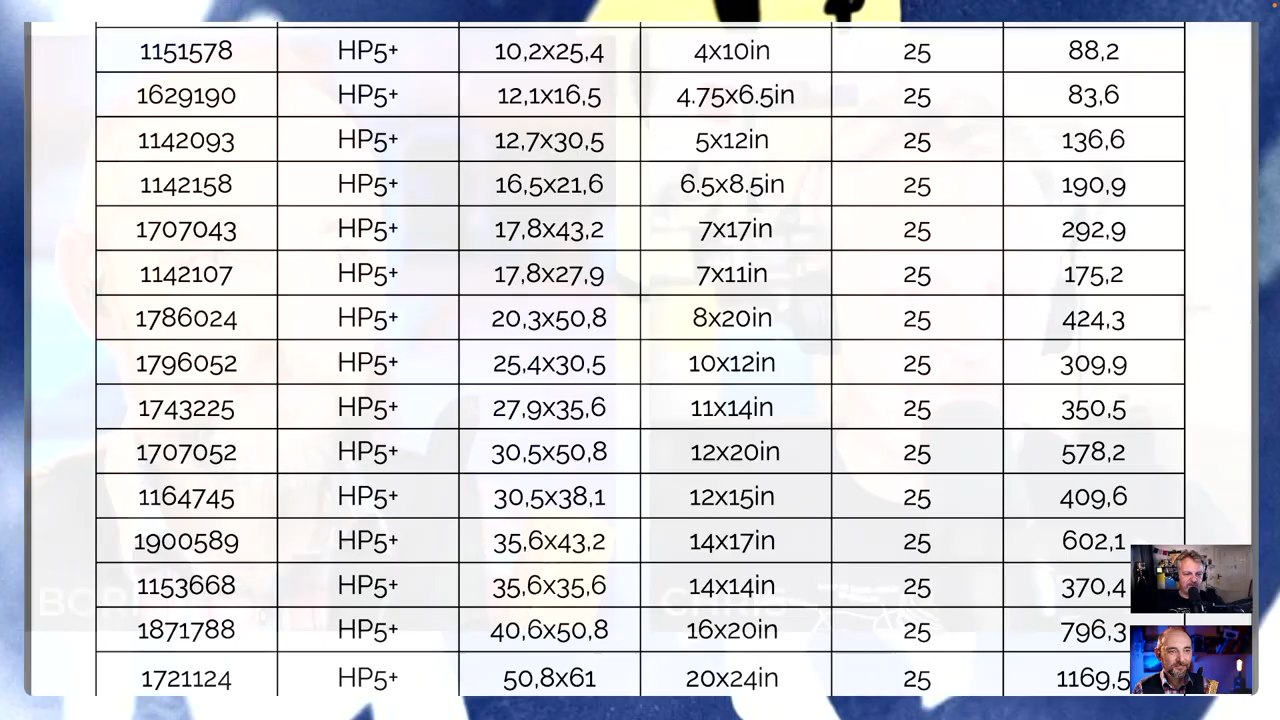 1151578 HP5+ 10,2x25,4 4x10in 25 88,2
1629190 HP5+ 12,1x16,5 4.75x6.5in 25 83,6
1142093 HP5+ 12,7x30,5 5x12in 25 136,6
1142158 HP5+ 16,5x21,6 6.5x8.5in 25 190,9
1707043 HP5+ 17,8x43,2 7x17in 25 292,9
1142107 HP5+ 17,8x27,9 7x11in 25 175,2
1786024 HP5+ 20,3x50,8 8x20in 25 424,3
1796052 HP5+ 25,4x30,5 10x12in 25 309,9
1743225 HP5+ 27,9x35,6 11x14in 25 350,5
1707052 HP5+ 30,5x50,8 12x20in 25 578,2
1164745 HP5+ 30,5x38,1 12x15in 25 409,6
1900589 HP5+ 35,6x43,2 14x17in 25 602,1
1153668 HP5+ 35,6x35,6 14x14in 25 370,4
CHRIS
1871788 HP5+ 40,6x50,8 16x20in 25 796,3
1721124 HP5+ 50,8x61 20x24in 25 1169,5